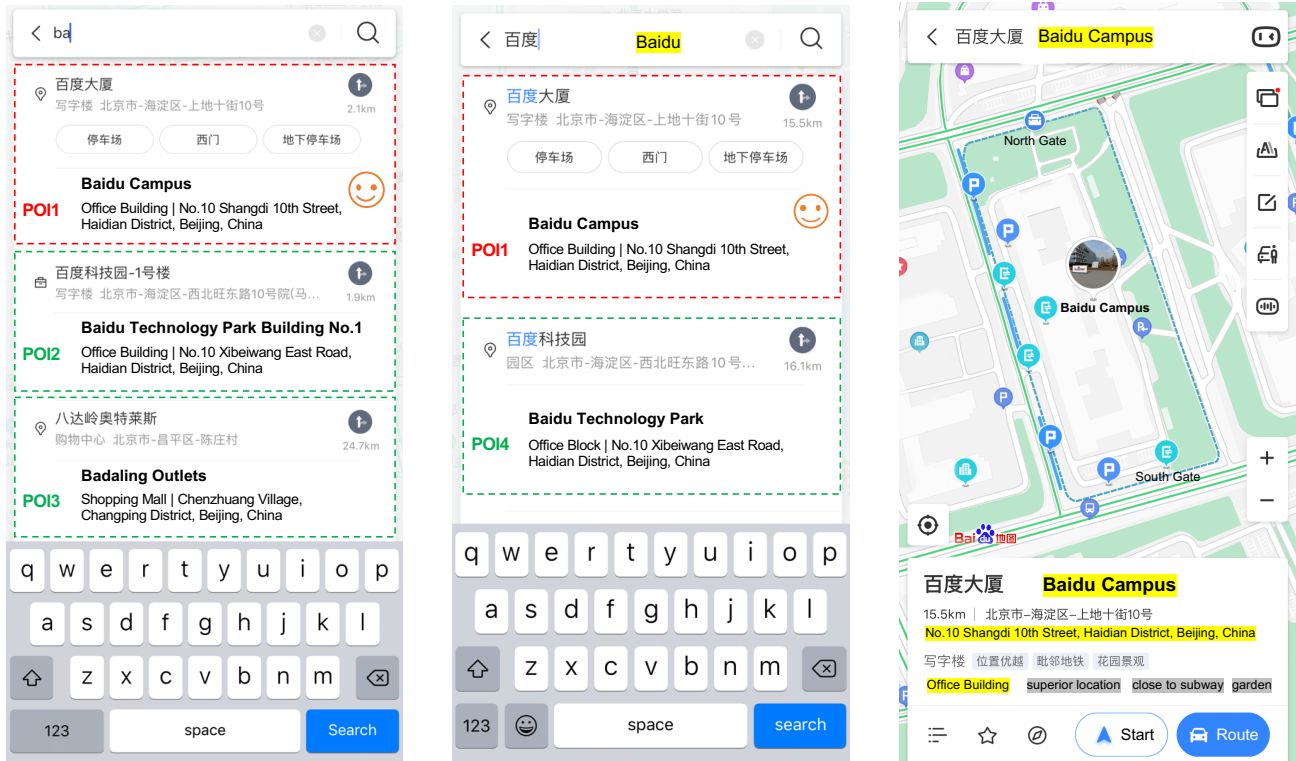 ba
百度大厦
写字楼 北京市-海淀区-上地十街10号
2.1km
停车场
西门
地下停车场
Baidu Campus
POI1
Office Building | No.10 Shangdi 10th Street,
Haidian District, Beijing, China
百度科技园-1号楼
写字楼 北京市-海淀区-西北旺东路10号院(马...
1.9km
Baidu Technology Park Building No.1
POI2
Office Building | No.10 Xibeiwang East Road,
Haidian District, Beijing, China
八达岭奥特莱斯
购物中心 北京市-昌平区-陈庄村
24.7km
Badaling Outlets
POI3
Shopping Mall | Chenzhuang Village,
Changping District, Beijing, China
q w e r t y u i o p
a s d f g h j k l
z x c v b n m
123 space Search
百度 Baidu
百度大厦
写字楼 北京市-海淀区-上地十街10号
15.5km
停车场
西门
地下停车场
Baidu Campus
POI1
Office Building | No.10 Shangdi 10th Street,
Haidian District, Beijing, China
百度科技园
园区 北京市-海淀区-西北旺东路10号...
16.1km
Baidu Technology Park
POI4
Office Block | No.10 Xibeiwang East Road,
Haidian District, Beijing, China
q w e r t y u i o p
a s d f g h j k l
z x c v b n m
123 space search
百度大厦 Baidu Campus
North Gate
P
P
Baidu Campus
P
P
P
South Gate
Bai du 地图
百度大厦 Baidu Campus
15.5km | 北京市-海淀区-上地十街10号
No.10 Shangdi 10th Street, Haidian District, Beijing, China
写字楼 位置优越 毗邻地铁 花园景观
Office Building superior location close to subway garden
Start
Route